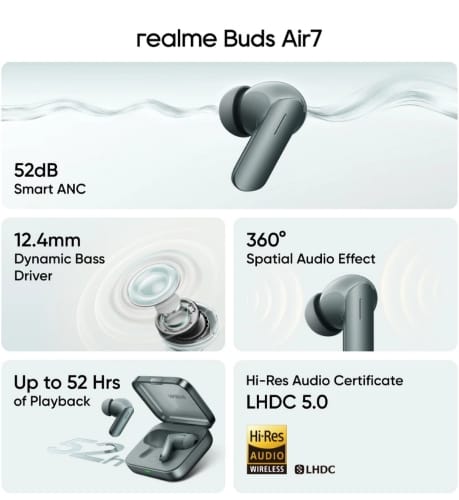 realme Buds Air7
52dB
Smart ANC
12.4mm
Dynamic Bass
Driver
360°
Spatial Audio Effect
Up to 52 Hrs
of Playback
52h
Hi-Res Audio Certificate
LHDC 5.0
Hi-Res
AUDIO
WIRELESS
LHDC